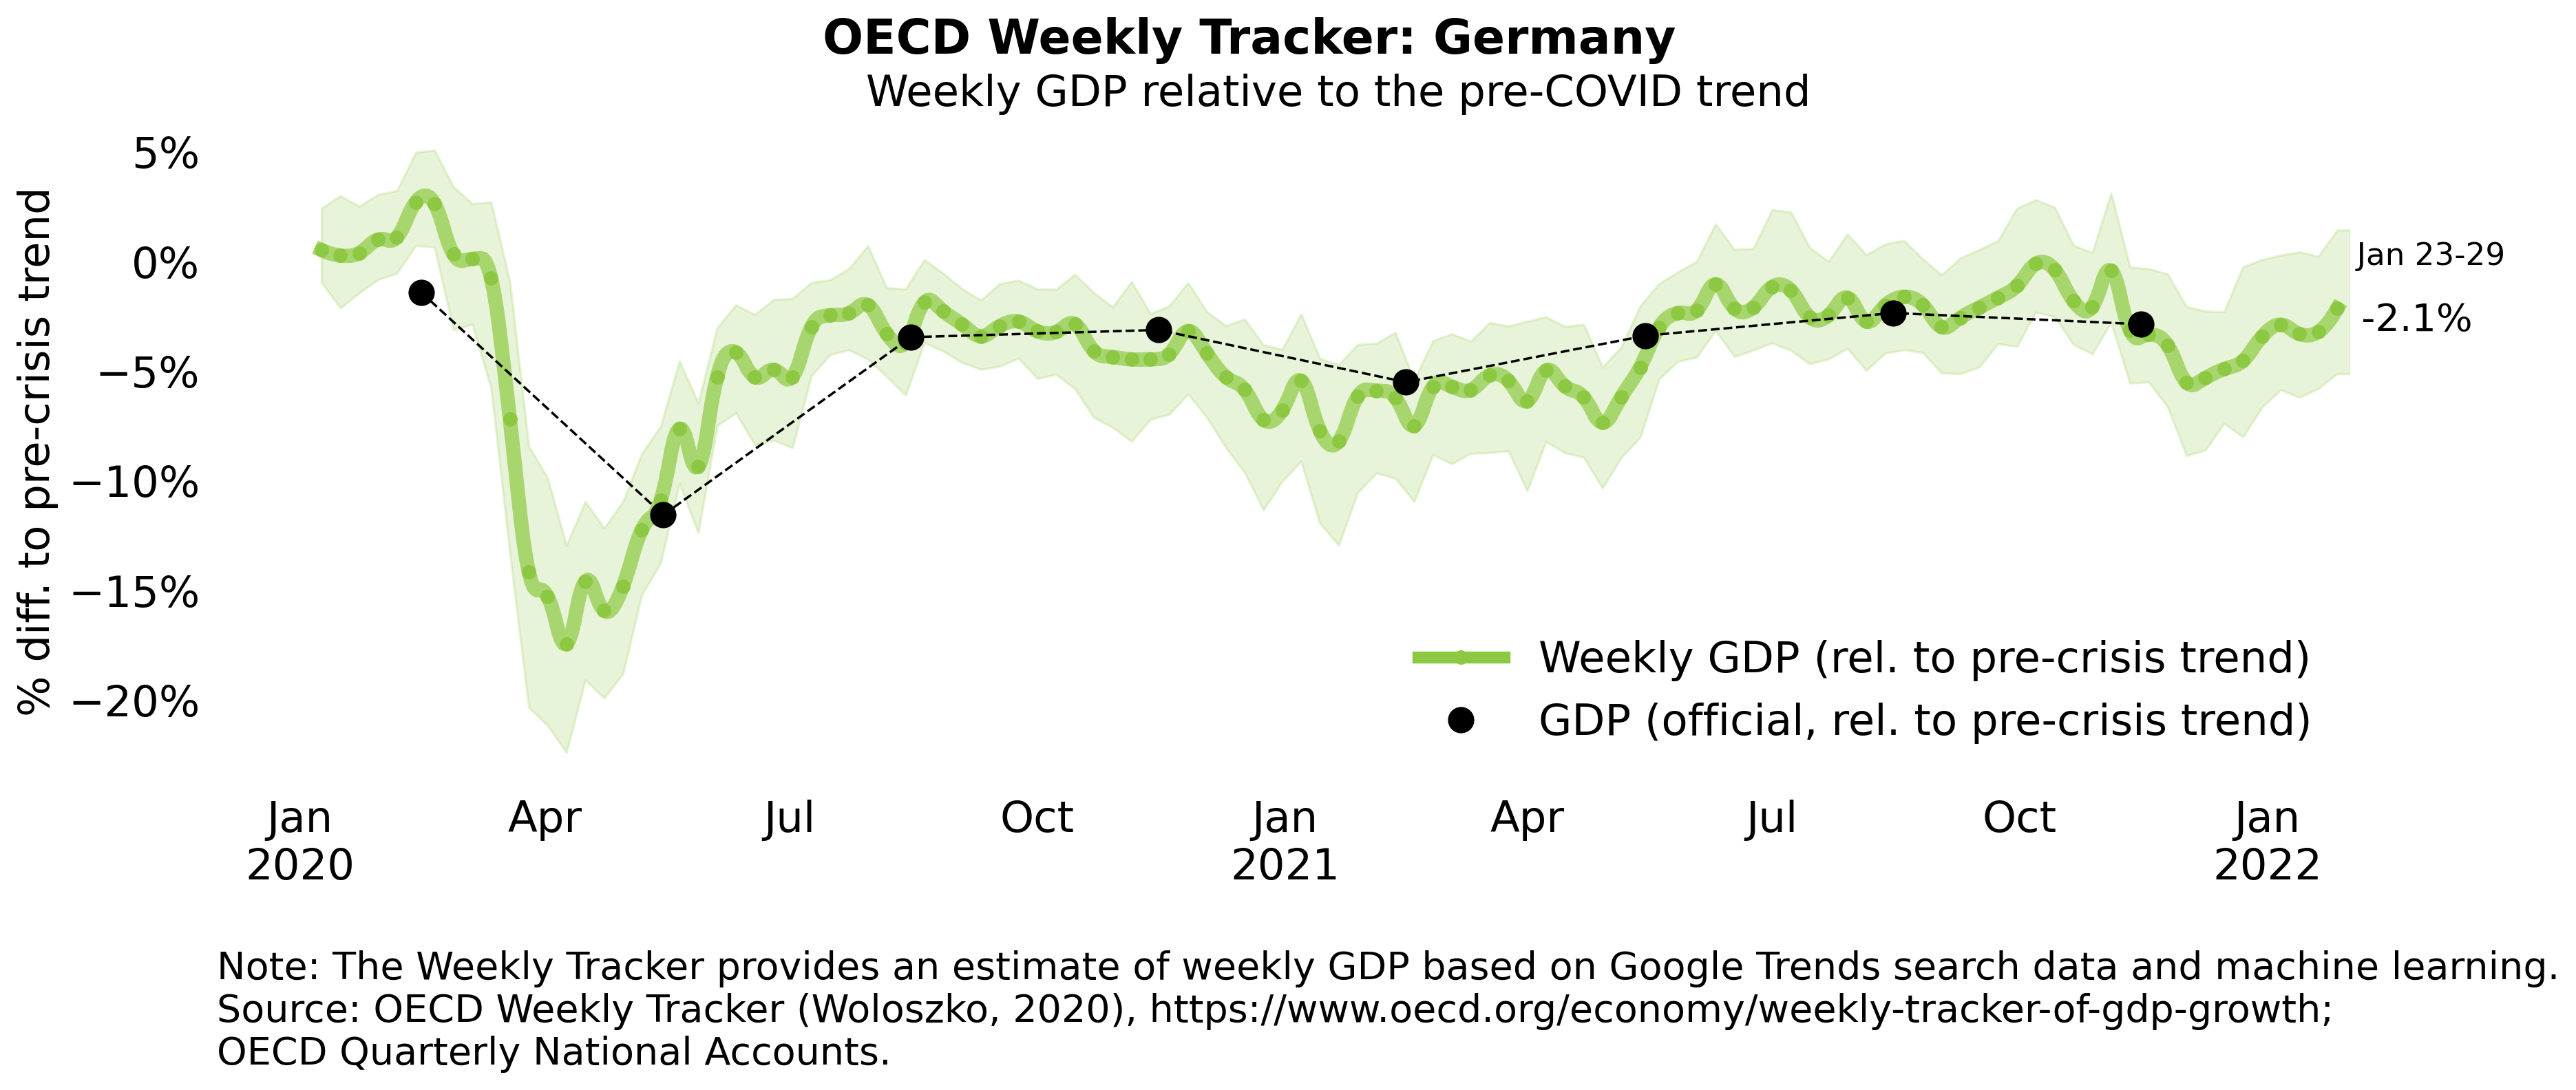 OECD Weekly Tracker: Germany
Weekly GDP relative to the pre-COVID trend
% diff. to pre-crisis trend
5%
0%
−5%
−10%
−15%
−20%
Jan 23-29
-2.1%
Weekly GDP (rel. to pre-crisis trend)
GDP (official, rel. to pre-crisis trend)
Jan Apr Jul Oct Jan Apr Jul Oct Jan
2020 2021 2022
Note: The Weekly Tracker provides an estimate of weekly GDP based on Google Trends search data and machine learning.
Source: OECD Weekly Tracker (Woloszko, 2020), https://www.oecd.org/economy/weekly-tracker-of-gdp-growth;
OECD Quarterly National Accounts.